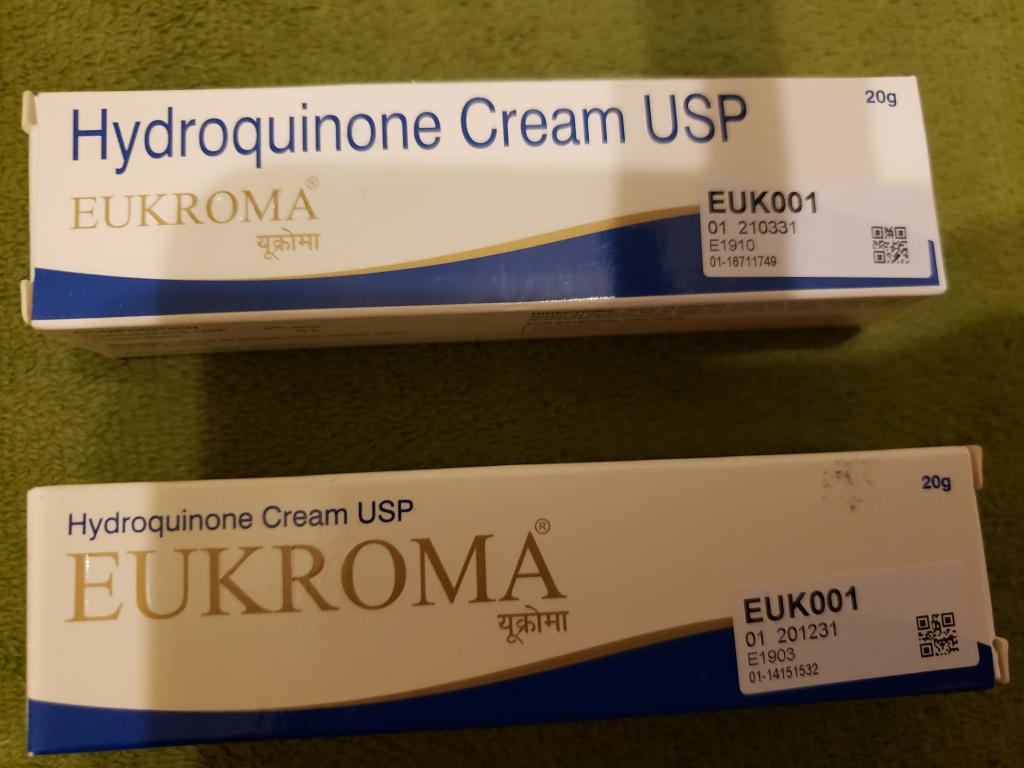 Hydroquinone Cream USP
20g
EUKROMA®
यूक्रोमा
EUK001
01 210331
E1910
01-16711749
Hydroquinone Cream USP
20g
EUKROMA®
यूक्रोमा
EUK001
01 201231
E1903
01-14151532